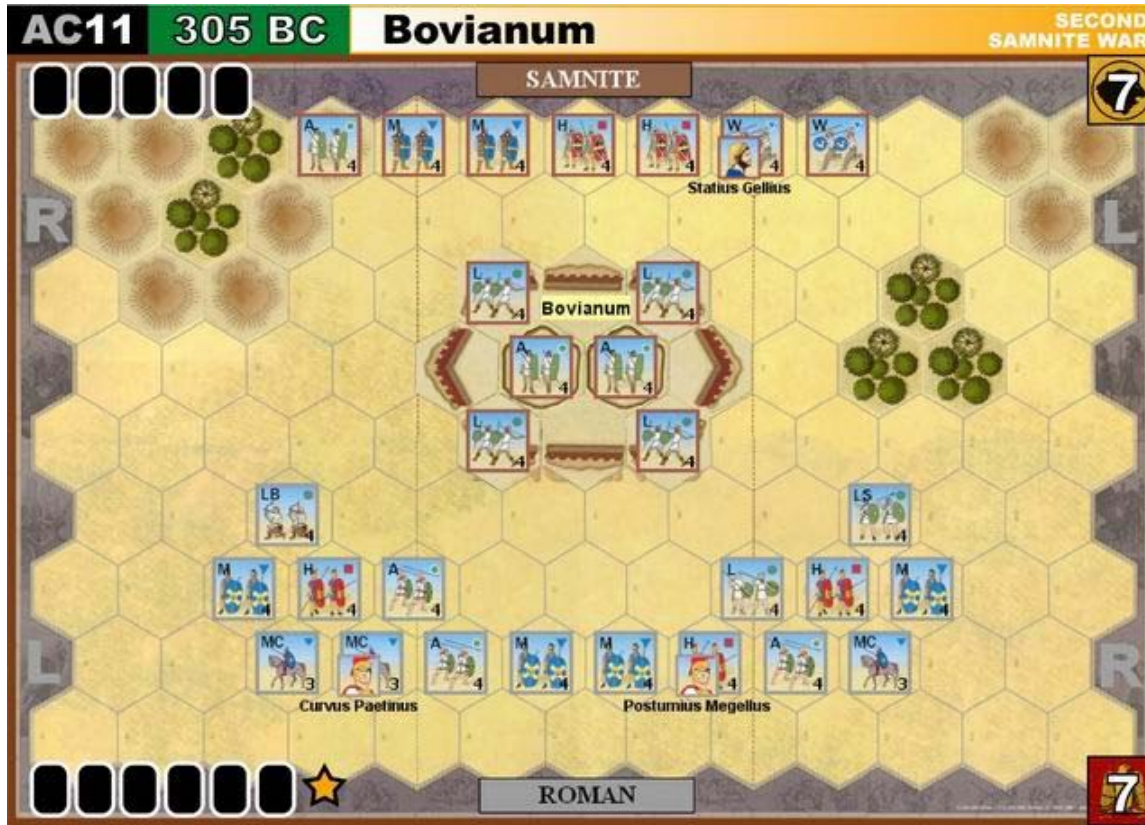 AC11 305 BC Bovianum SECOND
SAMNITE WAR
SAMNITE
7
A M M H H W W
4 4 4 4 4 4 4
Statius Gellius
R L
L L
4 4
Bovianum
A A
4 4
L L
4 4
LB LS
4 4
M H A L H M
4 4 4 4 4 4
MC MC A M M H A MC
3 3 4 4 4 4 4 3
L R
Curvus Paetinus Postumius Megellus
ROMAN
7